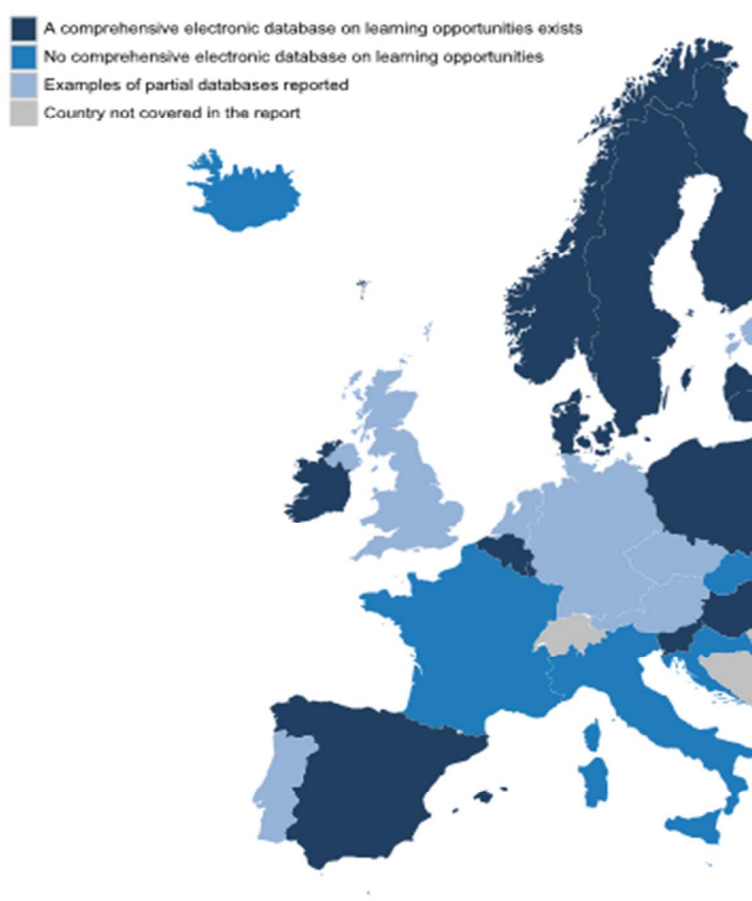 A comprehensive electronic database on learning opportunities exists
No comprehensive electronic database on learning opportunities
Examples of partial databases reported
Country not covered in the report